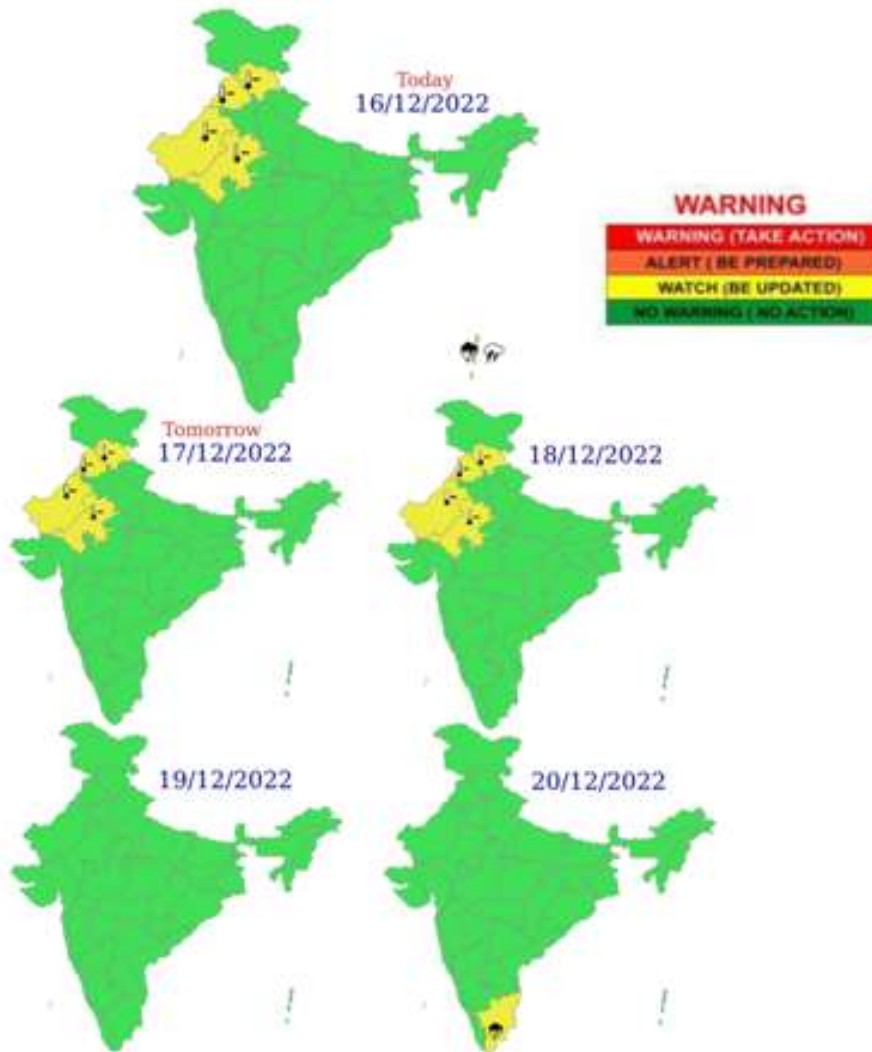 Today
16/12/2022
WARNING
WARNING (TAKE ACTION)
ALERT ( BE PREPARED)
WATCH (BE UPDATED)
NO WARNING ( NO ACTION)
Tomorrow
17/12/2022
18/12/2022
19/12/2022
20/12/2022